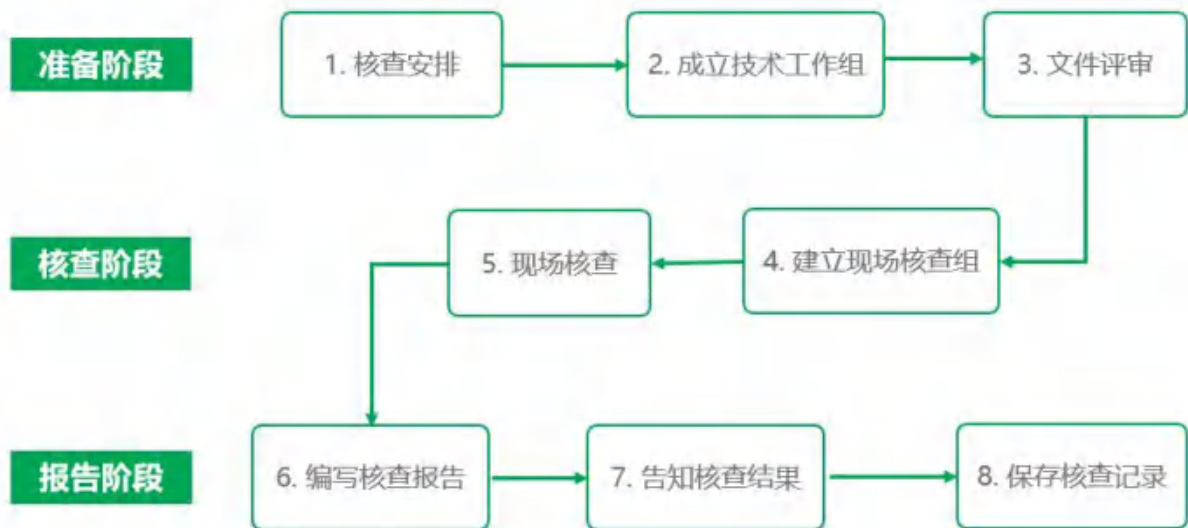 准备阶段
1. 核查安排
2. 成立技术工作组
3. 文件评审
核查阶段
5. 现场核查
4. 建立现场核查组
报告阶段
6. 编写核查报告
7. 告知核查结果
8. 保存核查记录